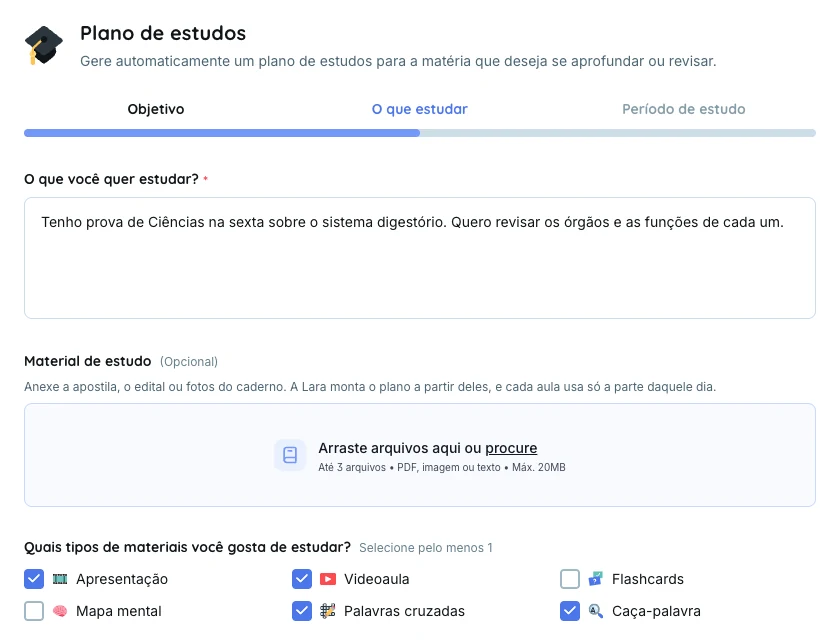 Plano de estudos
Gere automaticamente um plano de estudos para a matéria que deseja se aprofundar ou revisar.
Objetivo
O que estudar
Período de estudo
O que você quer estudar? *
Tenho prova de Ciências na sexta sobre o sistema digestório. Quero revisar os órgãos e as funções de cada um.
Material de estudo (Opcional)
Anexe a apostila, o edital ou fotos do caderno. A Lara monta o plano a partir deles, e cada aula usa só a parte daquele dia.
Arraste arquivos aqui ou procure
Até 3 arquivos • PDF, imagem ou texto • Máx. 20MB
Quais tipos de materiais você gosta de estudar? Selecione pelo menos 1
Apresentação
Videoaula
Flashcards
Mapa mental
Palavras cruzadas
Caça-palavra